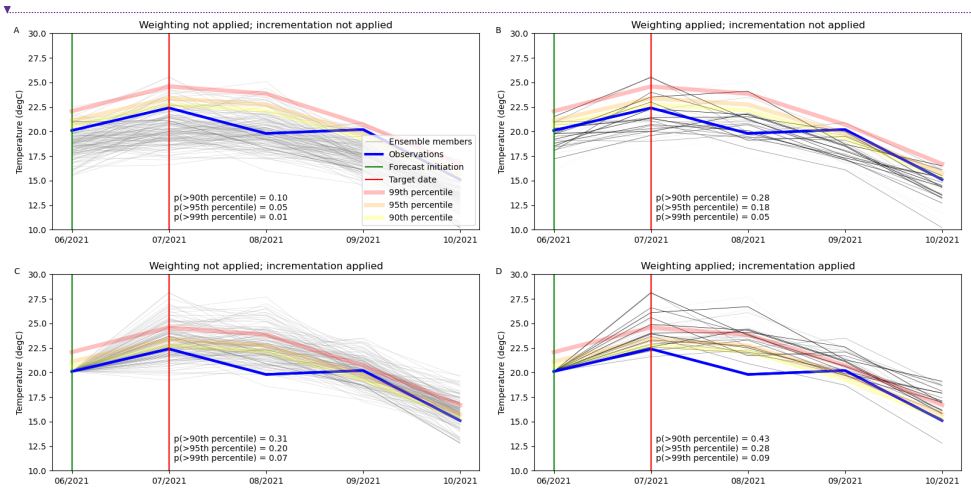 A
Weighting not applied; incrementation not applied
Temperature (degC)
30.0
27.5
25.0
22.5
20.0
17.5
15.0
12.5
10.0
06/2021
07/2021
08/2021
09/2021
10/2021
p(>90th percentile) = 0.10
p(>95th percentile) = 0.05
p(>99th percentile) = 0.01
Ensemble members
Observations
Forecast initiation
Target date
99th percentile
95th percentile
90th percentile
B
Weighting applied; incrementation not applied
Temperature (degC)
30.0
27.5
25.0
22.5
20.0
17.5
15.0
12.5
10.0
06/2021
07/2021
08/2021
09/2021
10/2021
p(>90th percentile) = 0.28
p(>95th percentile) = 0.18
p(>99th percentile) = 0.05
C
Weighting not applied; incrementation applied
Temperature (degC)
30.0
27.5
25.0
22.5
20.0
17.5
15.0
12.5
10.0
06/2021
07/2021
08/2021
09/2021
10/2021
p(>90th percentile) = 0.31
p(>95th percentile) = 0.20
p(>99th percentile) = 0.07
D
Weighting applied; incrementation applied
Temperature (degC)
30.0
27.5
25.0
22.5
20.0
17.5
15.0
12.5
10.0
06/2021
07/2021
08/2021
09/2021
10/2021
p(>90th percentile) = 0.43
p(>95th percentile) = 0.28
p(>99th percentile) = 0.09